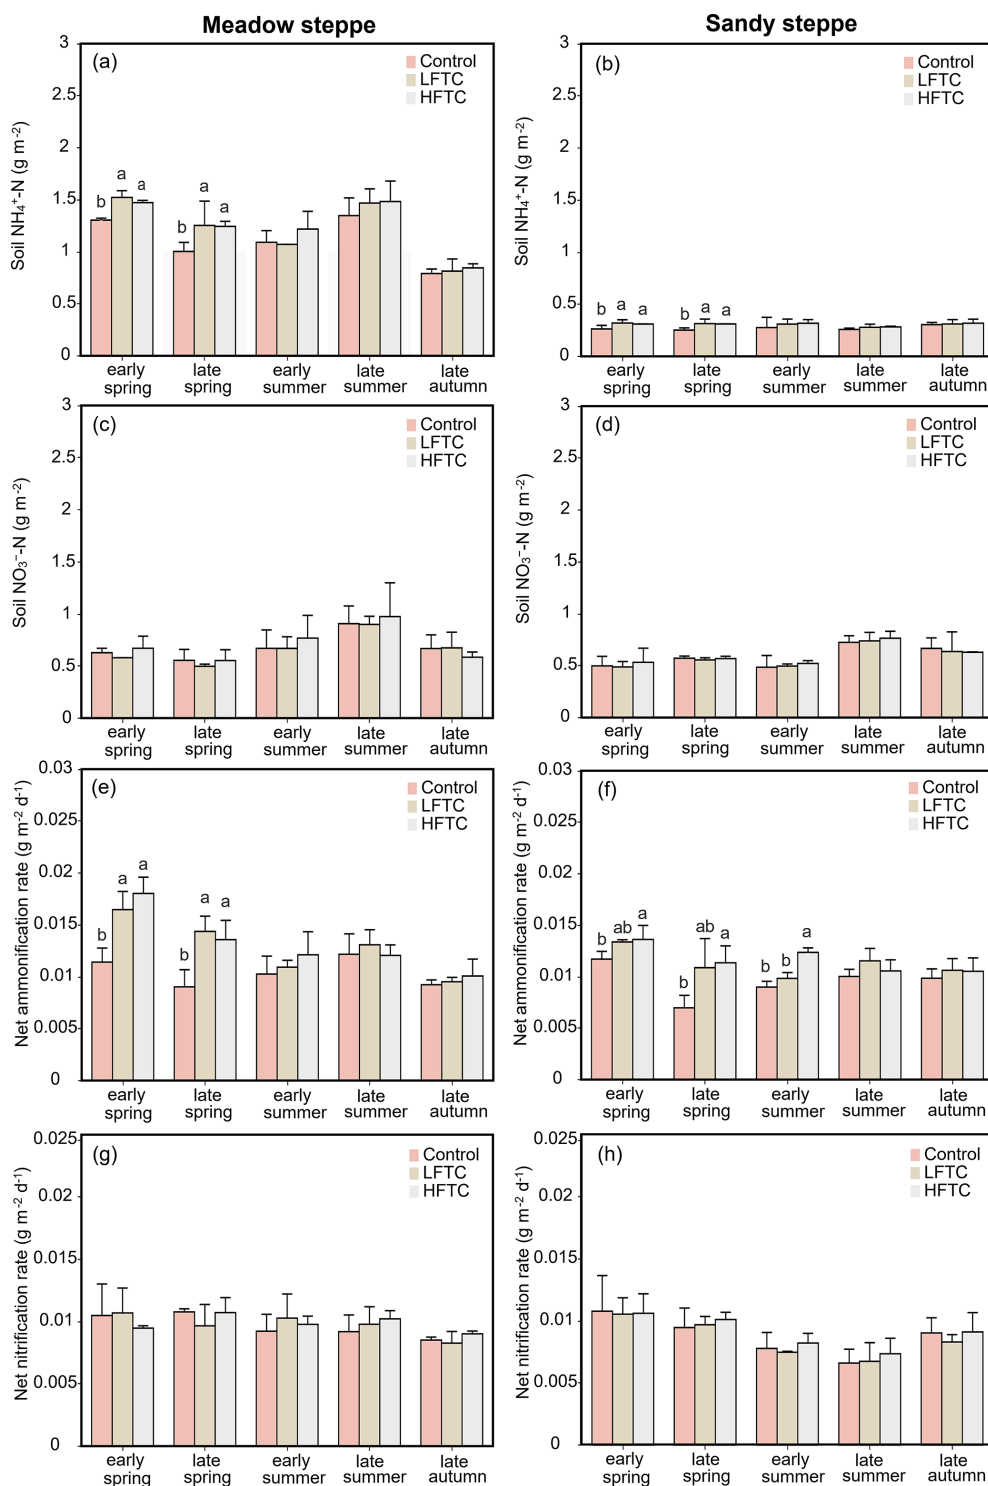 Meadow steppe
Sandy steppe
(a)
Control
LFTC
HFTC
Soil NH₄⁺-N (g m⁻²)
3
2.5
2
1.5
1
0.5
0
b a a
b a a
early spring
late spring
early summer
late summer
late autumn
(b)
Control
LFTC
HFTC
Soil NH₄⁺-N (g m⁻²)
3
2.5
2
1.5
1
0.5
0
b a a
b a a
early spring
late spring
early summer
late summer
late autumn
(c)
Control
LFTC
HFTC
Soil NO₃⁻-N (g m⁻²)
3
2.5
2
1.5
1
0.5
0
early spring
late spring
early summer
late summer
late autumn
(d)
Control
LFTC
HFTC
Soil NO₃⁻-N (g m⁻²)
3
2.5
2
1.5
1
0.5
0
early spring
late spring
early summer
late summer
late autumn
(e)
Control
LFTC
HFTC
Net ammonification rate (g m⁻² d⁻¹)
0.03
0.025
0.02
0.015
0.01
0.005
0
b a a
b a a
early spring
late spring
early summer
late summer
late autumn
(f)
Control
LFTC
HFTC
Net ammonification rate (g m⁻² d⁻¹)
0.03
0.025
0.02
0.015
0.01
0.005
0
b ab a
b ab a
b b a
early spring
late spring
early summer
late summer
late autumn
(g)
Control
LFTC
HFTC
Net nitrification rate (g m⁻² d⁻¹)
0.025
0.02
0.015
0.01
0.005
0
early spring
late spring
early summer
late summer
late autumn
(h)
Control
LFTC
HFTC
Net nitrification rate (g m⁻² d⁻¹)
0.025
0.02
0.015
0.01
0.005
0
early spring
late spring
early summer
late summer
late autumn